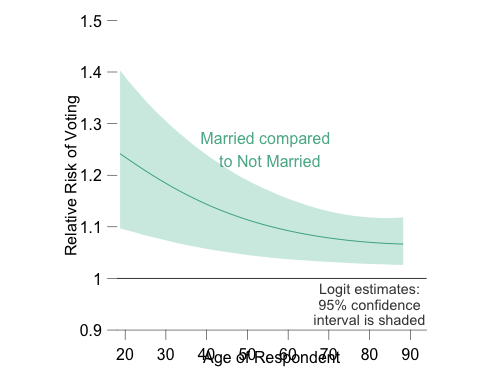 1.5
1.4
1.3
1.2
1.1
1
0.9
Relative Risk of Voting
Married compared
to Not Married
Logit estimates:
95% confidence
interval is shaded
20 30 40 50 60 70 80 90
Age of Respondent